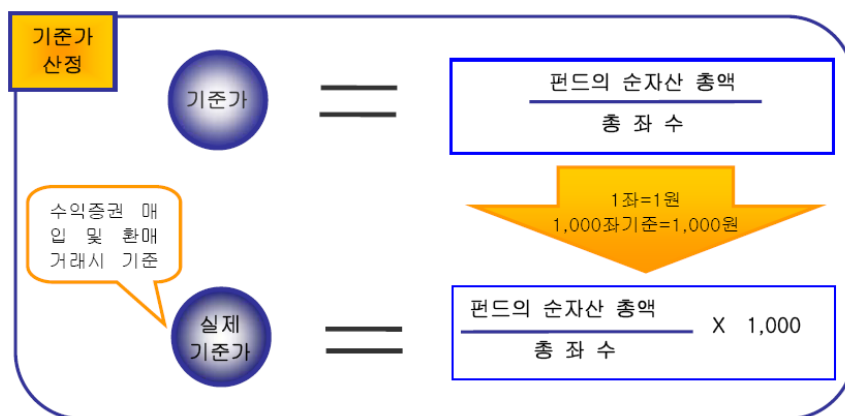 기준가
산정
기준가
펀드의 순자산 총액
총 좌 수
1좌=1원
1,000좌기준=1,000원
수익증권 매
입 및 환매
거래시 기준
실제
기준가
펀드의 순자산 총액
총 좌 수
X 1,000